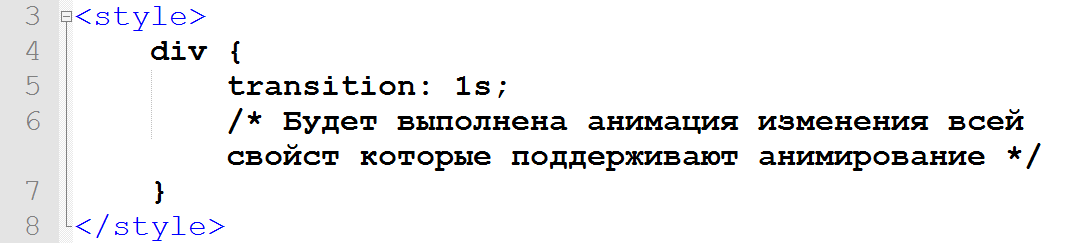 3 <style>
4 div {
5 transition: 1s;
6 /* Будет выполнена анимация изменения всей
свойст которые поддерживают анимирование */
7 }
8 </style>